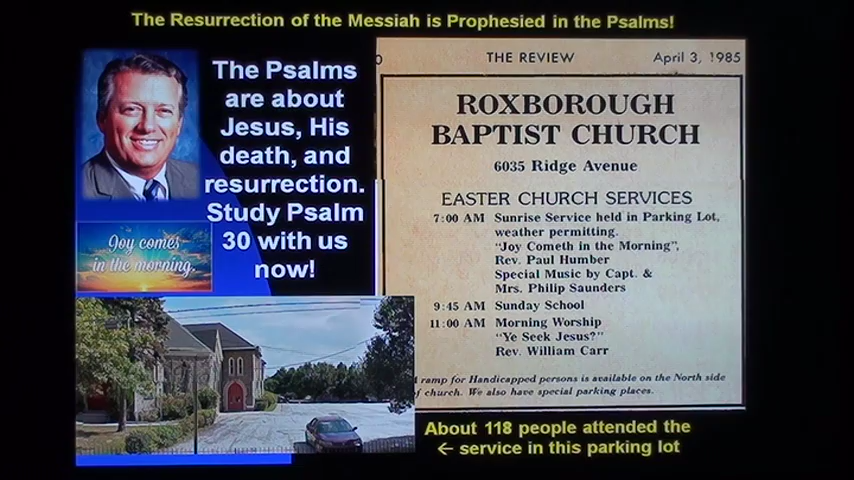 The Resurrection of the Messiah is Prophesied in the Psalms!
The Psalms
are about
Jesus, His
death, and
resurrection.
Study Psalm
30 with us
now!
Joy comes
in the morning.
0 THE REVIEW April 3, 1985
ROXBOROUGH
BAPTIST CHURCH
6035 Ridge Avenue
EASTER CHURCH SERVICES
7:00 AM Sunrise Service held in Parking Lot,
weather permitting.
"Joy Cometh in the Morning",
Rev. Paul Humber
Special Music by Capt. &
Mrs. Philip Saunders
9:45 AM Sunday School
11:00 AM Morning Worship
"Ye Seek Jesus?"
Rev. William Carr
ramp for Handicapped persons is available on the North side
of church. We also have special parking places.
About 118 people attended the
← service in this parking lot